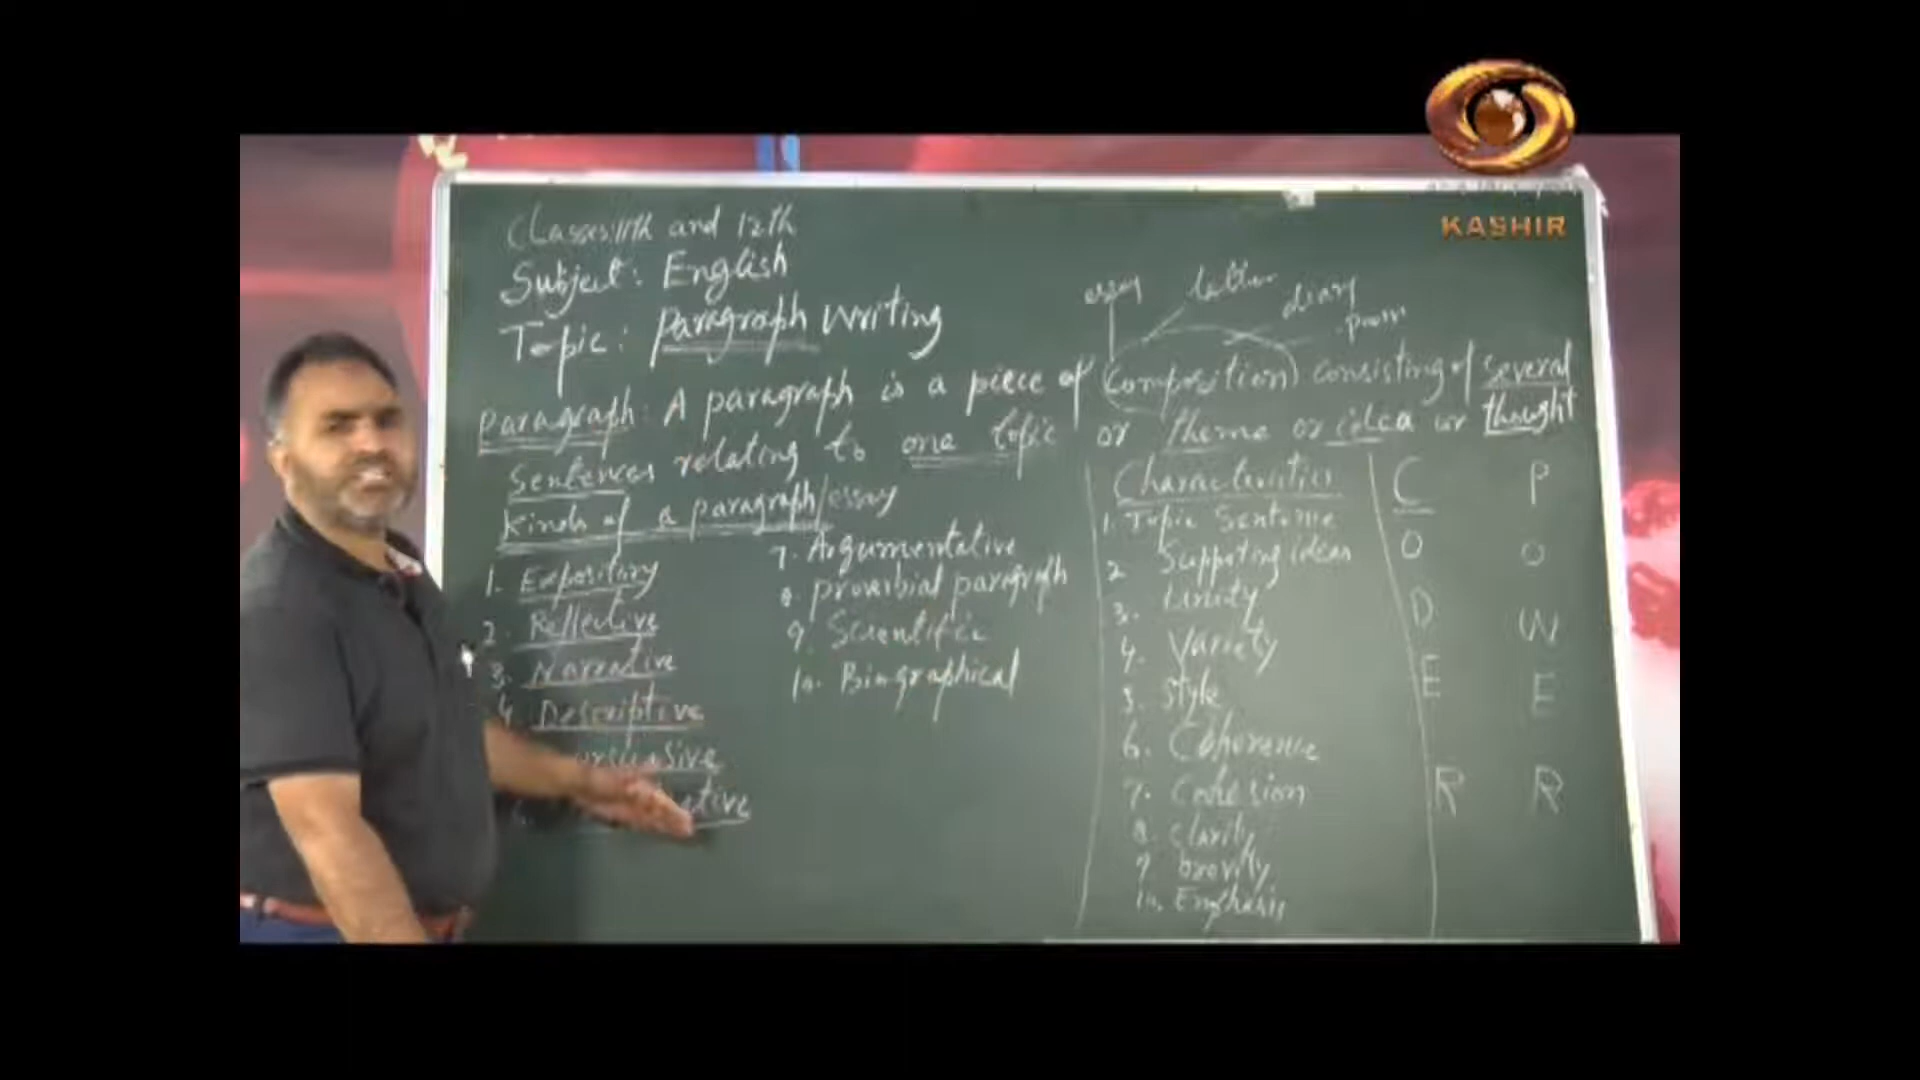 KASHIR
Classes: 11th and 12th
Subject: English
Topic: Paragraph writing
essay
letter
diary
poem
Paragraph: A paragraph is a piece of composition consisting of several
sentences relating to one topic or theme or idea or thought
kinds of a paragraph/essay
1. Expository
2. Reflective
3. Narrative
4. Descriptive
7. Argumentative
8. proverbial paragraph
9. Scientific
10. Biographical
Characteristics
1. Topic Sentence
2. Supporting ideas
3. Unity
4. Variety
5. Style
6. Coherence
7. Cohesion
8. clarity
9. brevity
10. Emphasis
C
O
D
E
R
P
O
W
E
R